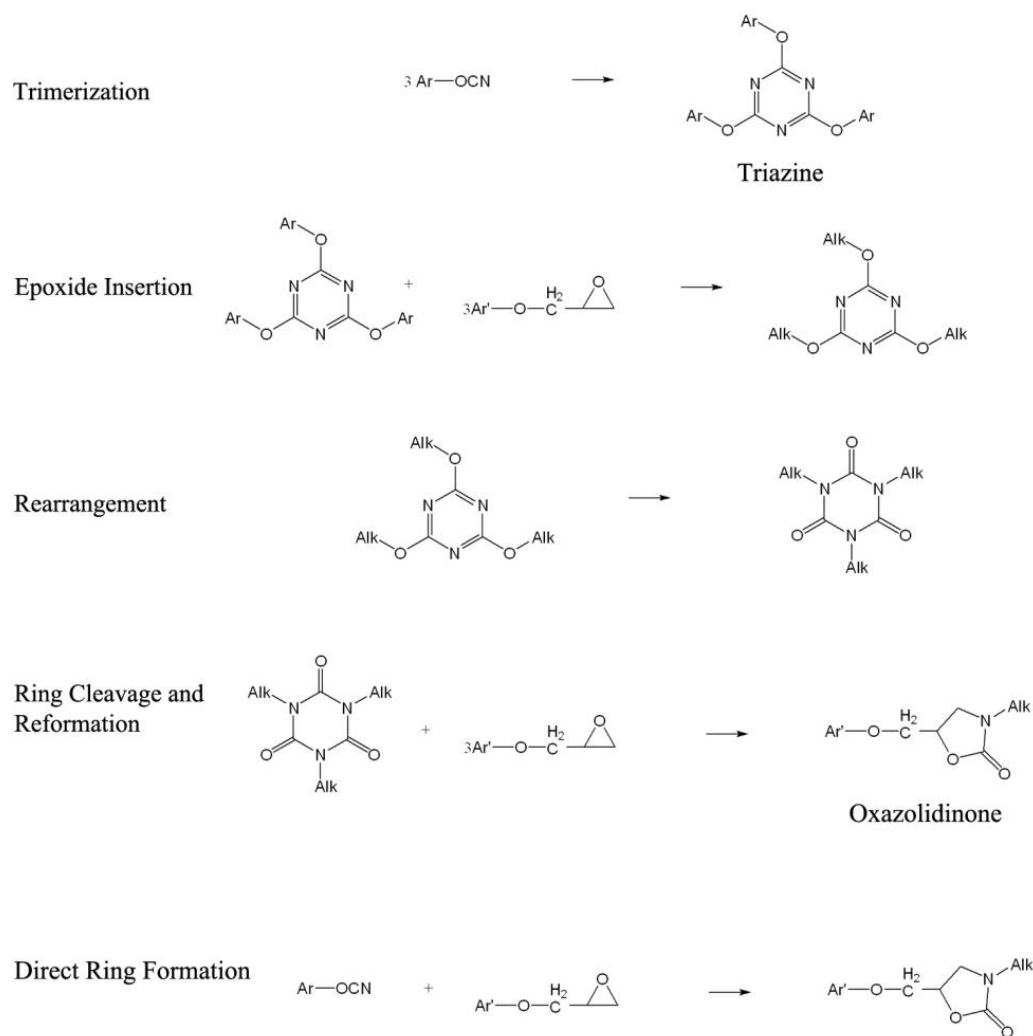 Trimerization
3 Ar—OCN
Ar
O
N N
Ar O N O Ar
Triazine
Epoxide Insertion
Ar
O
N N
Ar O N O Ar
+
3Ar'—O—C
H2
O
Alk
O
N N
Alk O N O Alk
Rearrangement
Alk
O
N N
Alk O N O Alk
O
Alk N N Alk
O N O
Alk
Ring Cleavage and
Reformation
O
Alk N N Alk
O N O
Alk
+
3Ar'—O—C
H2
O
Ar'—O—C
H2
N Alk
O O
Oxazolidinone
Direct Ring Formation
Ar—OCN
+
Ar'—O—C
H2
O
Ar'—O—C
H2
N Alk
O O